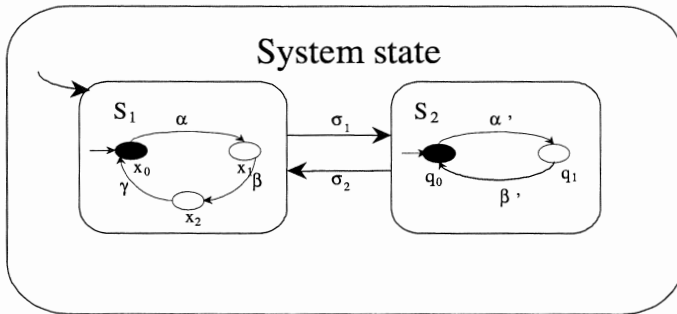 System state
S₁ α σ₁ S₂ α '
x₀ x₁ q₀ q₁
γ β σ₂ β '
x₂